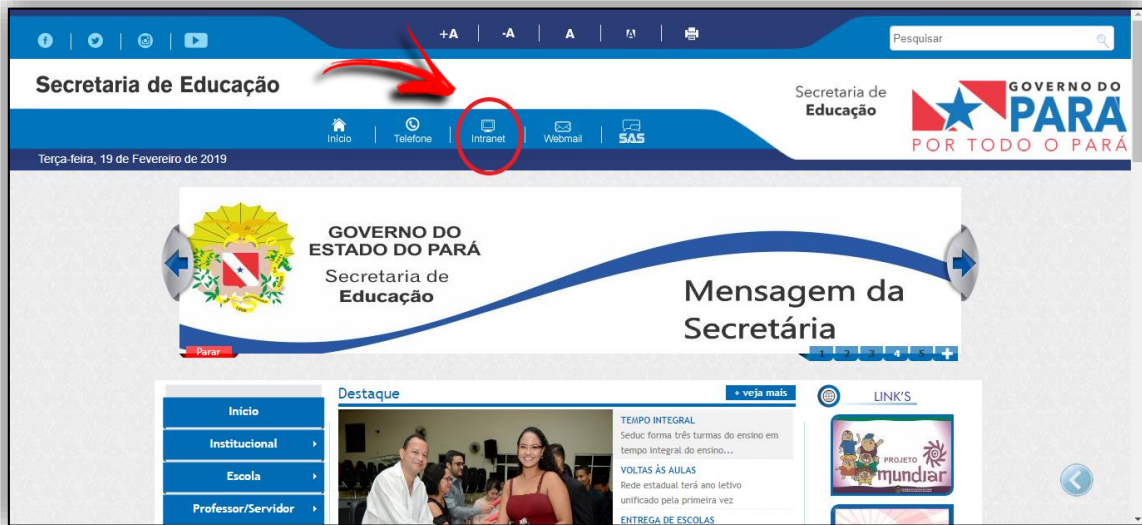 +A | -A | A | A
Pesquisar
Secretaria de Educação
Secretaria de
Educação
GOVERNO DO
PARÁ
POR TODO O PARÁ
Início | Telefone | Intranet | Webmail | SAS
Terça-feira, 19 de Fevereiro de 2019
GOVERNO DO
ESTADO DO PARÁ
Secretaria de
Educação
Mensagem da
Secretária
Parar
1 2 3 4 5 +
Início
Institucional
Escola
Professor/Servidor
Destaque
+ veja mais
TEMPO INTEGRAL
Seduc forma três turmas do ensino em
tempo integral do ensino...
VOLTAS ÀS AULAS
Rede estadual terá ano letivo
unificado pela primeira vez
ENTREGA DE ESCOLAS
LINK'S
PROJETO
mundiar